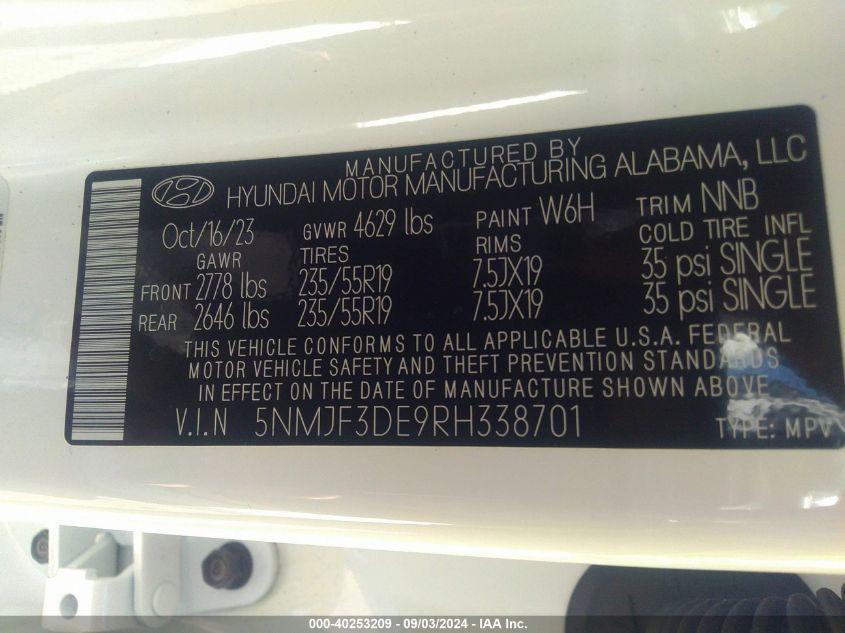 MANUFACTURED BY
HYUNDAI MOTOR MANUFACTURING ALABAMA, LLC
Oct/16/23 GVWR 4629 lbs PAINT W6H TRIM NNB
GAWR TIRES RIMS COLD TIRE INFL
FRONT 2778 lbs 235/55R19 7.5JX19 35 psi SINGLE
REAR 2646 lbs 235/55R19 7.5JX19 35 psi SINGLE
THIS VEHICLE CONFORMS TO ALL APPLICABLE U.S.A. FEDERAL
MOTOR VEHICLE SAFETY AND THEFT PREVENTION STANDARDS
IN EFFECT ON THE DATE OF MANUFACTURE SHOWN ABOVE
V.I.N 5NMJF3DE9RH338701 TYPE: MPV
000-40253209 - 09/03/2024 - IAA Inc.